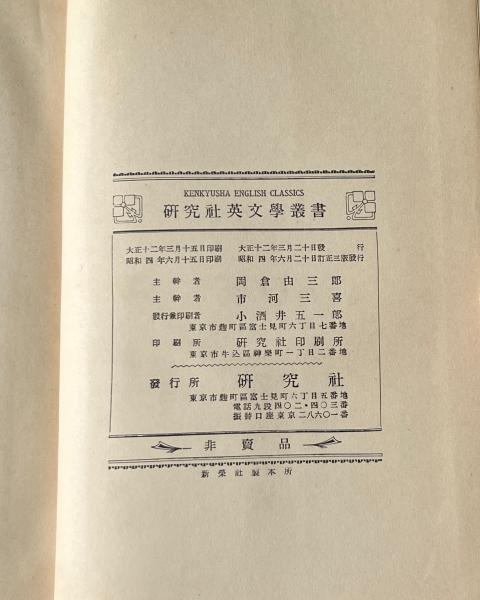 KENKYUSHA ENGLISH CLASSICS
研究社英文學叢書
大正十二年三月十五日印刷 大正十二年三月二十日發行
昭和四年六月十五日印刷 昭和四年六月二十日訂正三版發行
主幹者 岡倉由三郎
主幹者 市河三喜
發行兼印刷者 小酒井五一郎
東京市麴町區富士見町六丁目七番地
印刷所 研究社印刷所
東京市牛込區神樂町一丁目二番地
發行所 研究社
東京市麴町區富士見町六丁目五番地
電話九段四〇二・四〇三番
振替口座東京二八六〇一番
非賣品
新榮社製本所